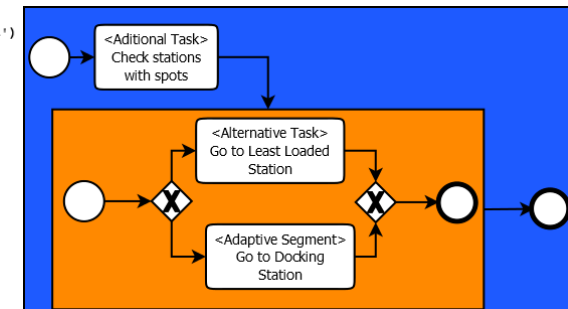 ')
<Aditional Task>
Check stations
with spots
<Alternative Task>
Go to Least Loaded
Station
X
X
<Adaptive Segment>
Go to Docking
Station